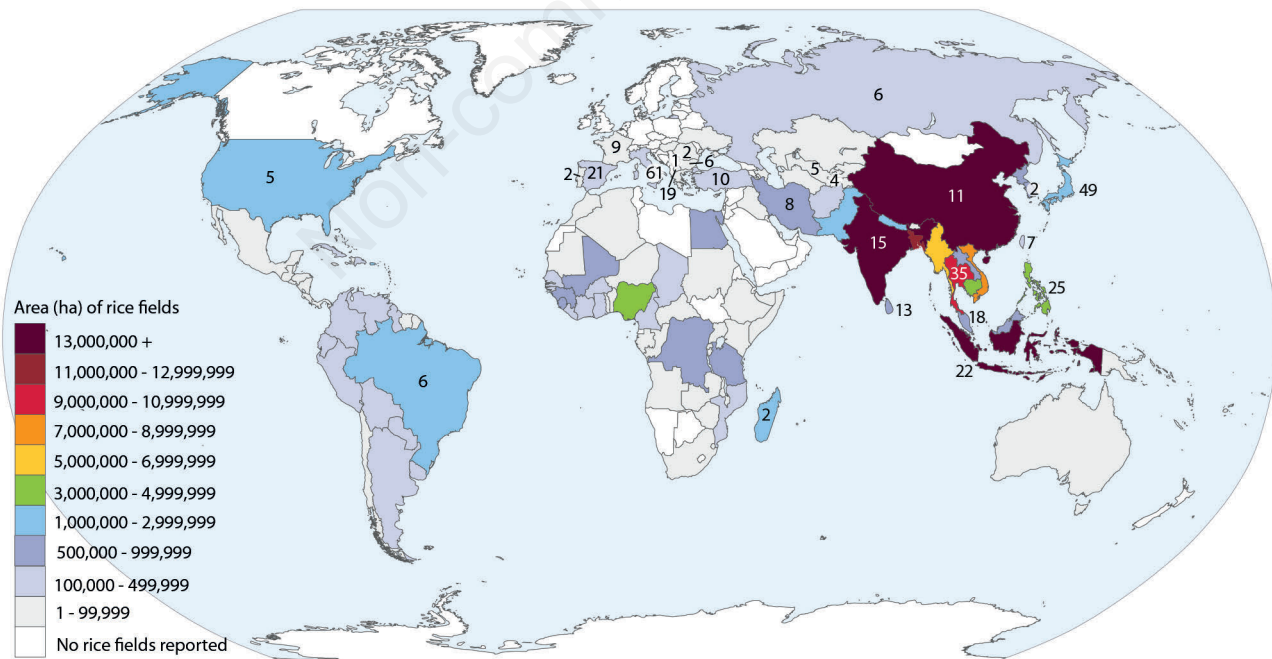 Non-comm
6
9
2
1
6
5
2
21
61
19
10
4
5
8
11
2
49
15
7
35
25
13
18
22
6
2
Area (ha) of rice fields
13,000,000 +
11,000,000 - 12,999,999
9,000,000 - 10,999,999
7,000,000 - 8,999,999
5,000,000 - 6,999,999
3,000,000 - 4,999,999
1,000,000 - 2,999,999
500,000 - 999,999
100,000 - 499,999
1 - 99,999
No rice fields reported